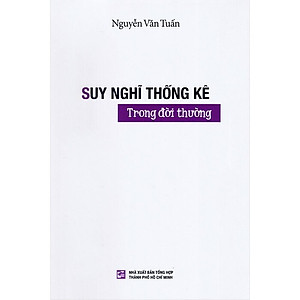 Nguyễn Văn Tuấn
SUY NGHĨ THỐNG KÊ
Trong đời thường
NHÀ XUẤT BẢN TỔNG HỢP
THÀNH PHỐ HỒ CHÍ MINH